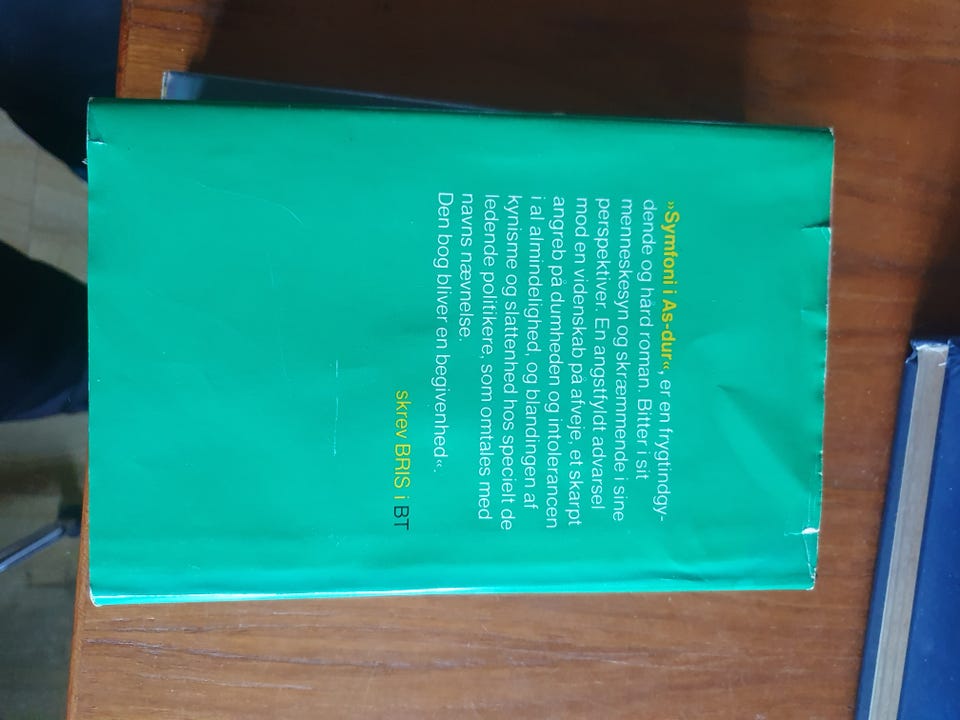 »Symfoni i As-dur«, er en frygtindgy-
dende og hård roman. Bitter i sit
menneskesyn og skræmmende i sine
perspektiver. En angstfyldt advarsel
mod en videnskab på afveje, et skarpt
angreb på dumheden og intolerancen
i al almindelighed, og blandingen af
kynisme og slattenhed hos specielt de
ledende politikere, som omtales med
navns nævnelse.
Den bog bliver en begivenhed«.
skrev BRIS i BT